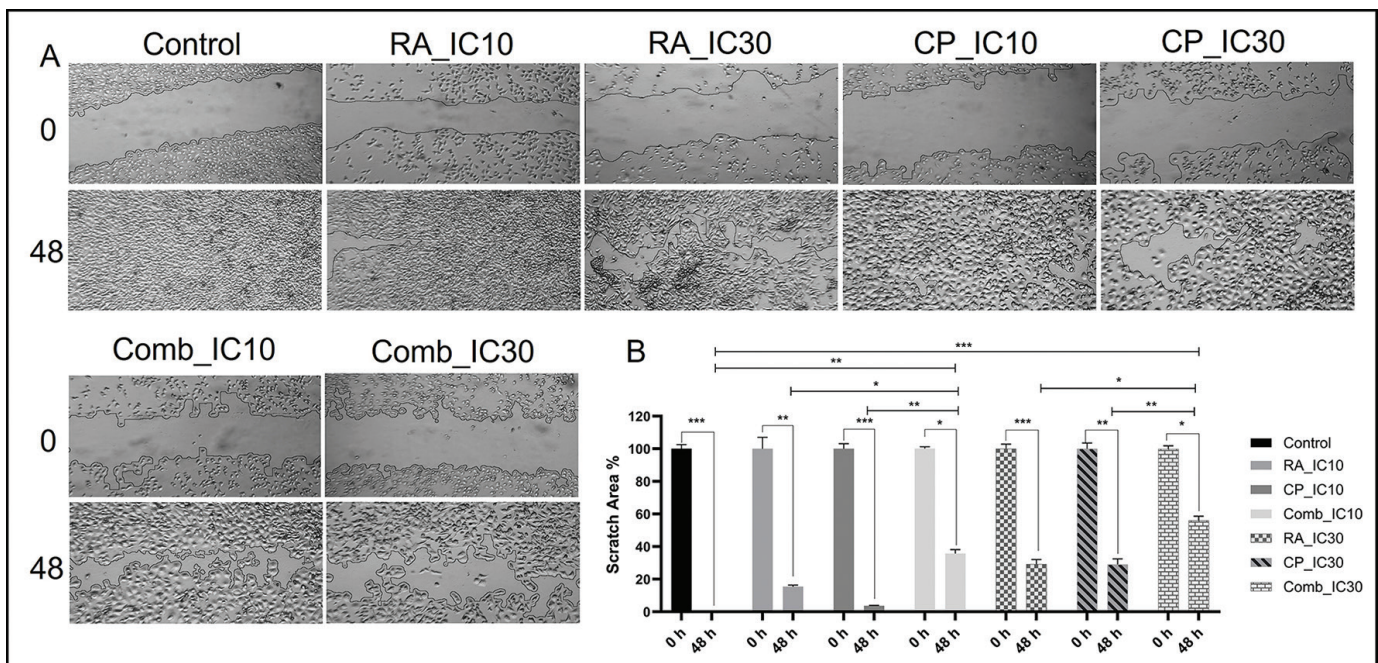 A
Control RA_IC10 RA_IC30 CP_IC10 CP_IC30
0
48
Comb_IC10 Comb_IC30
0
48
B
***
**
* *
** **
*** ** *** * *** ** *
Scratch Area %
120
100
80
60
40
20
0
0 h 48 h 0 h 48 h 0 h 48 h 0 h 48 h 0 h 48 h 0 h 48 h 0 h 48 h
Control
RA_IC10
CP_IC10
Comb_IC10
RA_IC30
CP_IC30
Comb_IC30